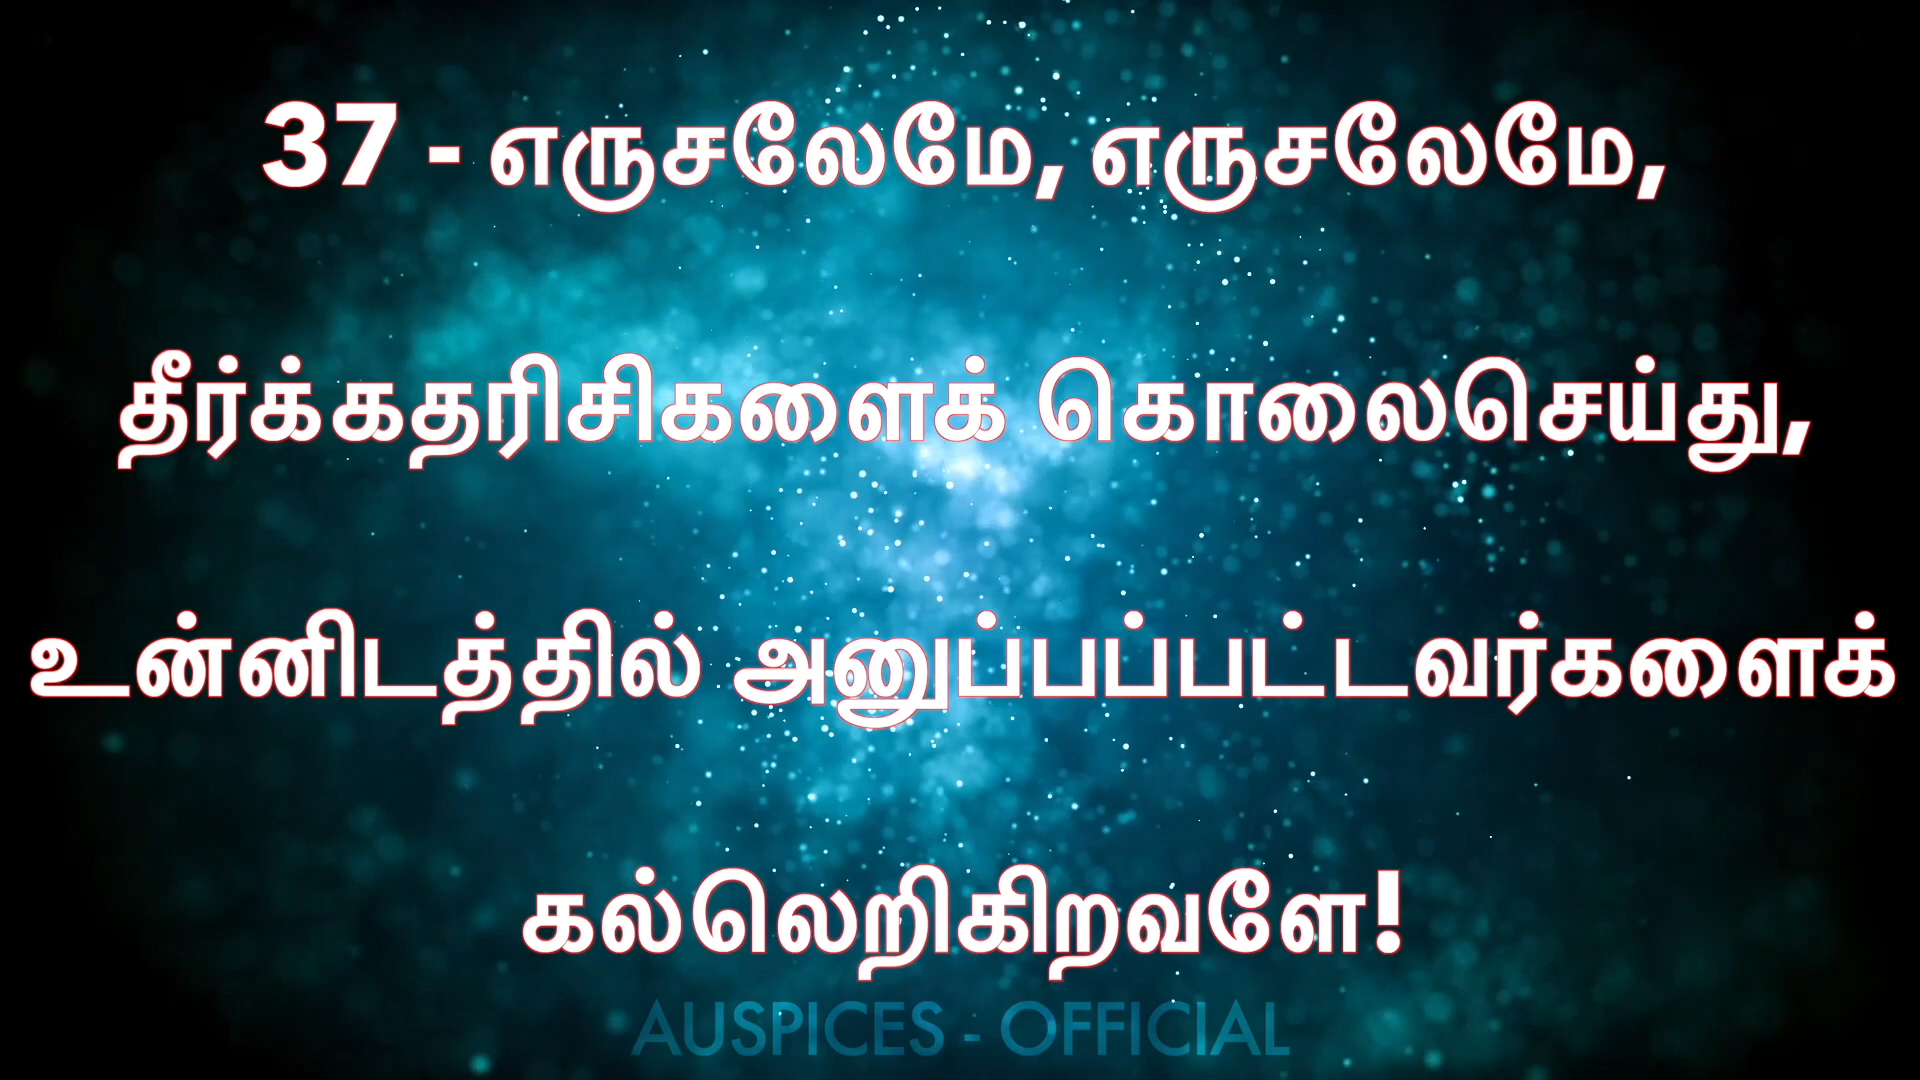 37 - எருசலேமே, எருசலேமே,
தீர்க்கதரிசிகளைக் கொலைசெய்து,
உன்னிடத்தில் அனுப்பப்பட்டவர்களைக்
கல்லெறிகிறவளே!
AUSPICES - OFFICIAL